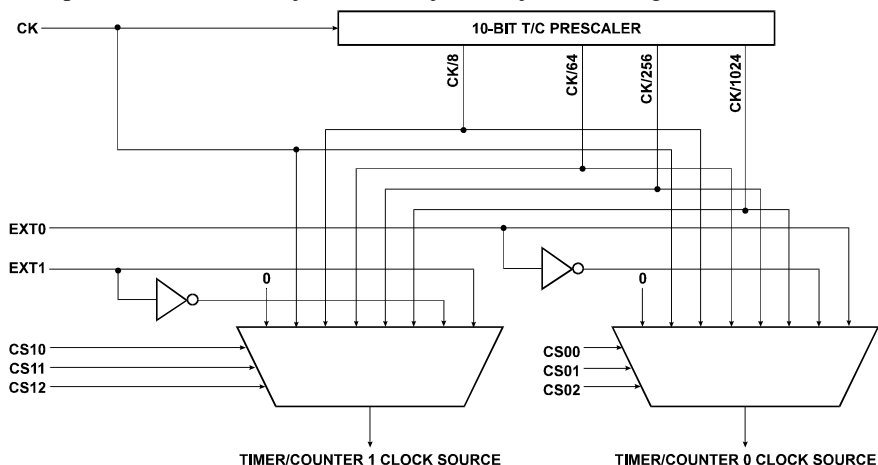 CK
10-BIT T/C PRESCALER
CK/8
CK/64
CK/256
CK/1024
EXT0
EXT1
0
0
CS10
CS11
CS12
CS00
CS01
CS02
TIMER/COUNTER 1 CLOCK SOURCE
TIMER/COUNTER 0 CLOCK SOURCE